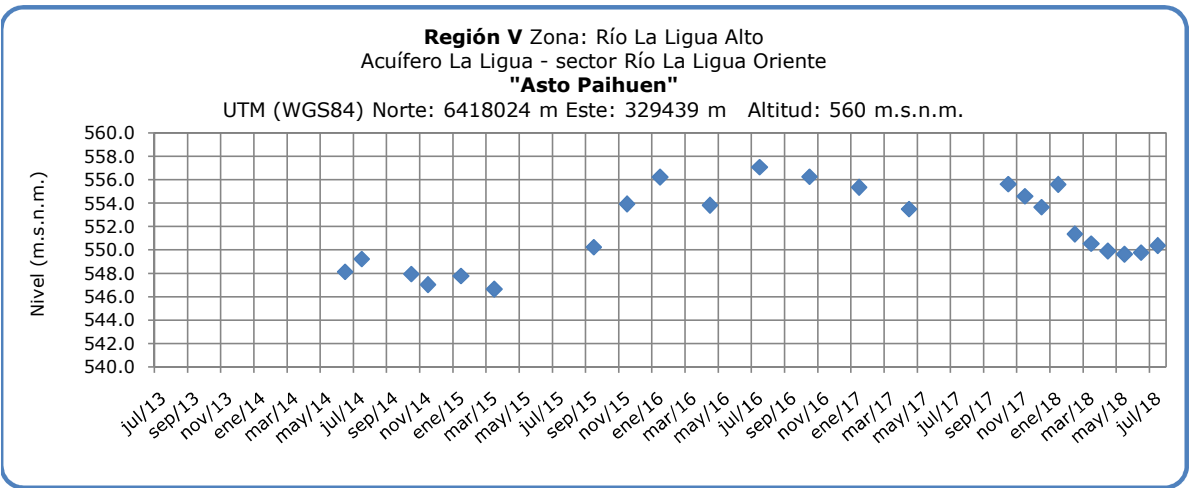 Región V Zona: Río La Ligua Alto
Acuífero La Ligua - sector Río La Ligua Oriente
"Asto Paihuen"
UTM (WGS84) Norte: 6418024 m Este: 329439 m Altitud: 560 m.s.n.m.
Nivel (m.s.n.m.)
560.0
558.0
556.0
554.0
552.0
550.0
548.0
546.0
544.0
542.0
540.0
jul/13
sep/13
nov/13
ene/14
mar/14
may/14
jul/14
sep/14
nov/14
ene/15
mar/15
may/15
jul/15
sep/15
nov/15
ene/16
mar/16
may/16
jul/16
sep/16
nov/16
ene/17
mar/17
may/17
jul/17
sep/17
nov/17
ene/18
mar/18
may/18
jul/18